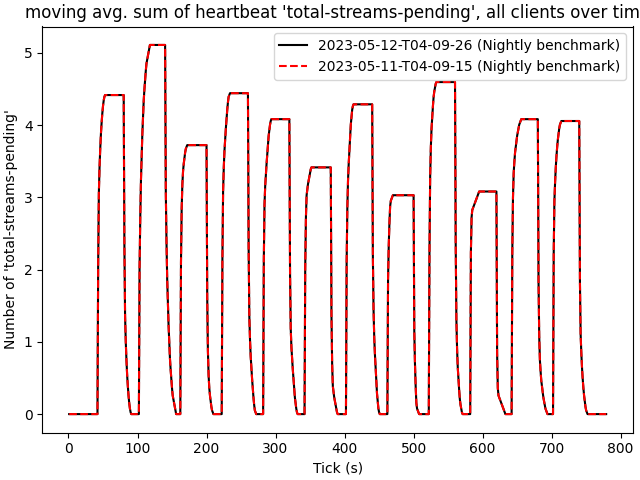 moving avg. sum of heartbeat 'total-streams-pending', all clients over tim
2023-05-12-T04-09-26 (Nightly benchmark)
2023-05-11-T04-09-15 (Nightly benchmark)
Number of 'total-streams-pending'
5
4
3
2
1
0
0 100 200 300 400 500 600 700 800
Tick (s)